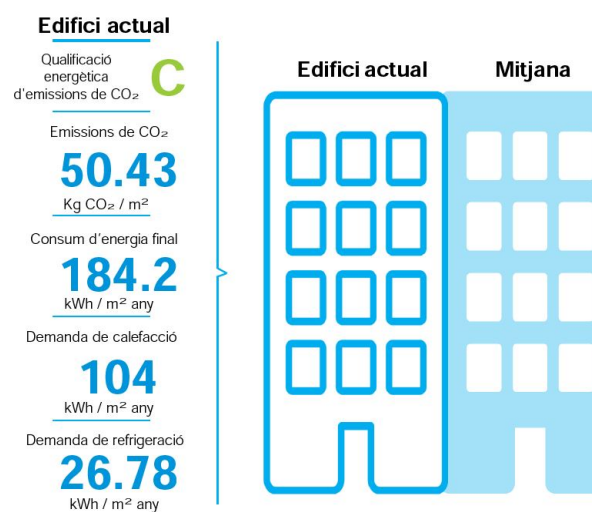 Edifici actual
Qualificació
energètica
d'emissions de CO₂
C
Emissions de CO₂
50.43
Kg CO₂ / m²
Consum d'energia final
184.2
kWh / m² any
Demanda de calefacció
104
kWh / m² any
Demanda de refrigeració
26.78
kWh / m² any
Edifici actual
Mitjana